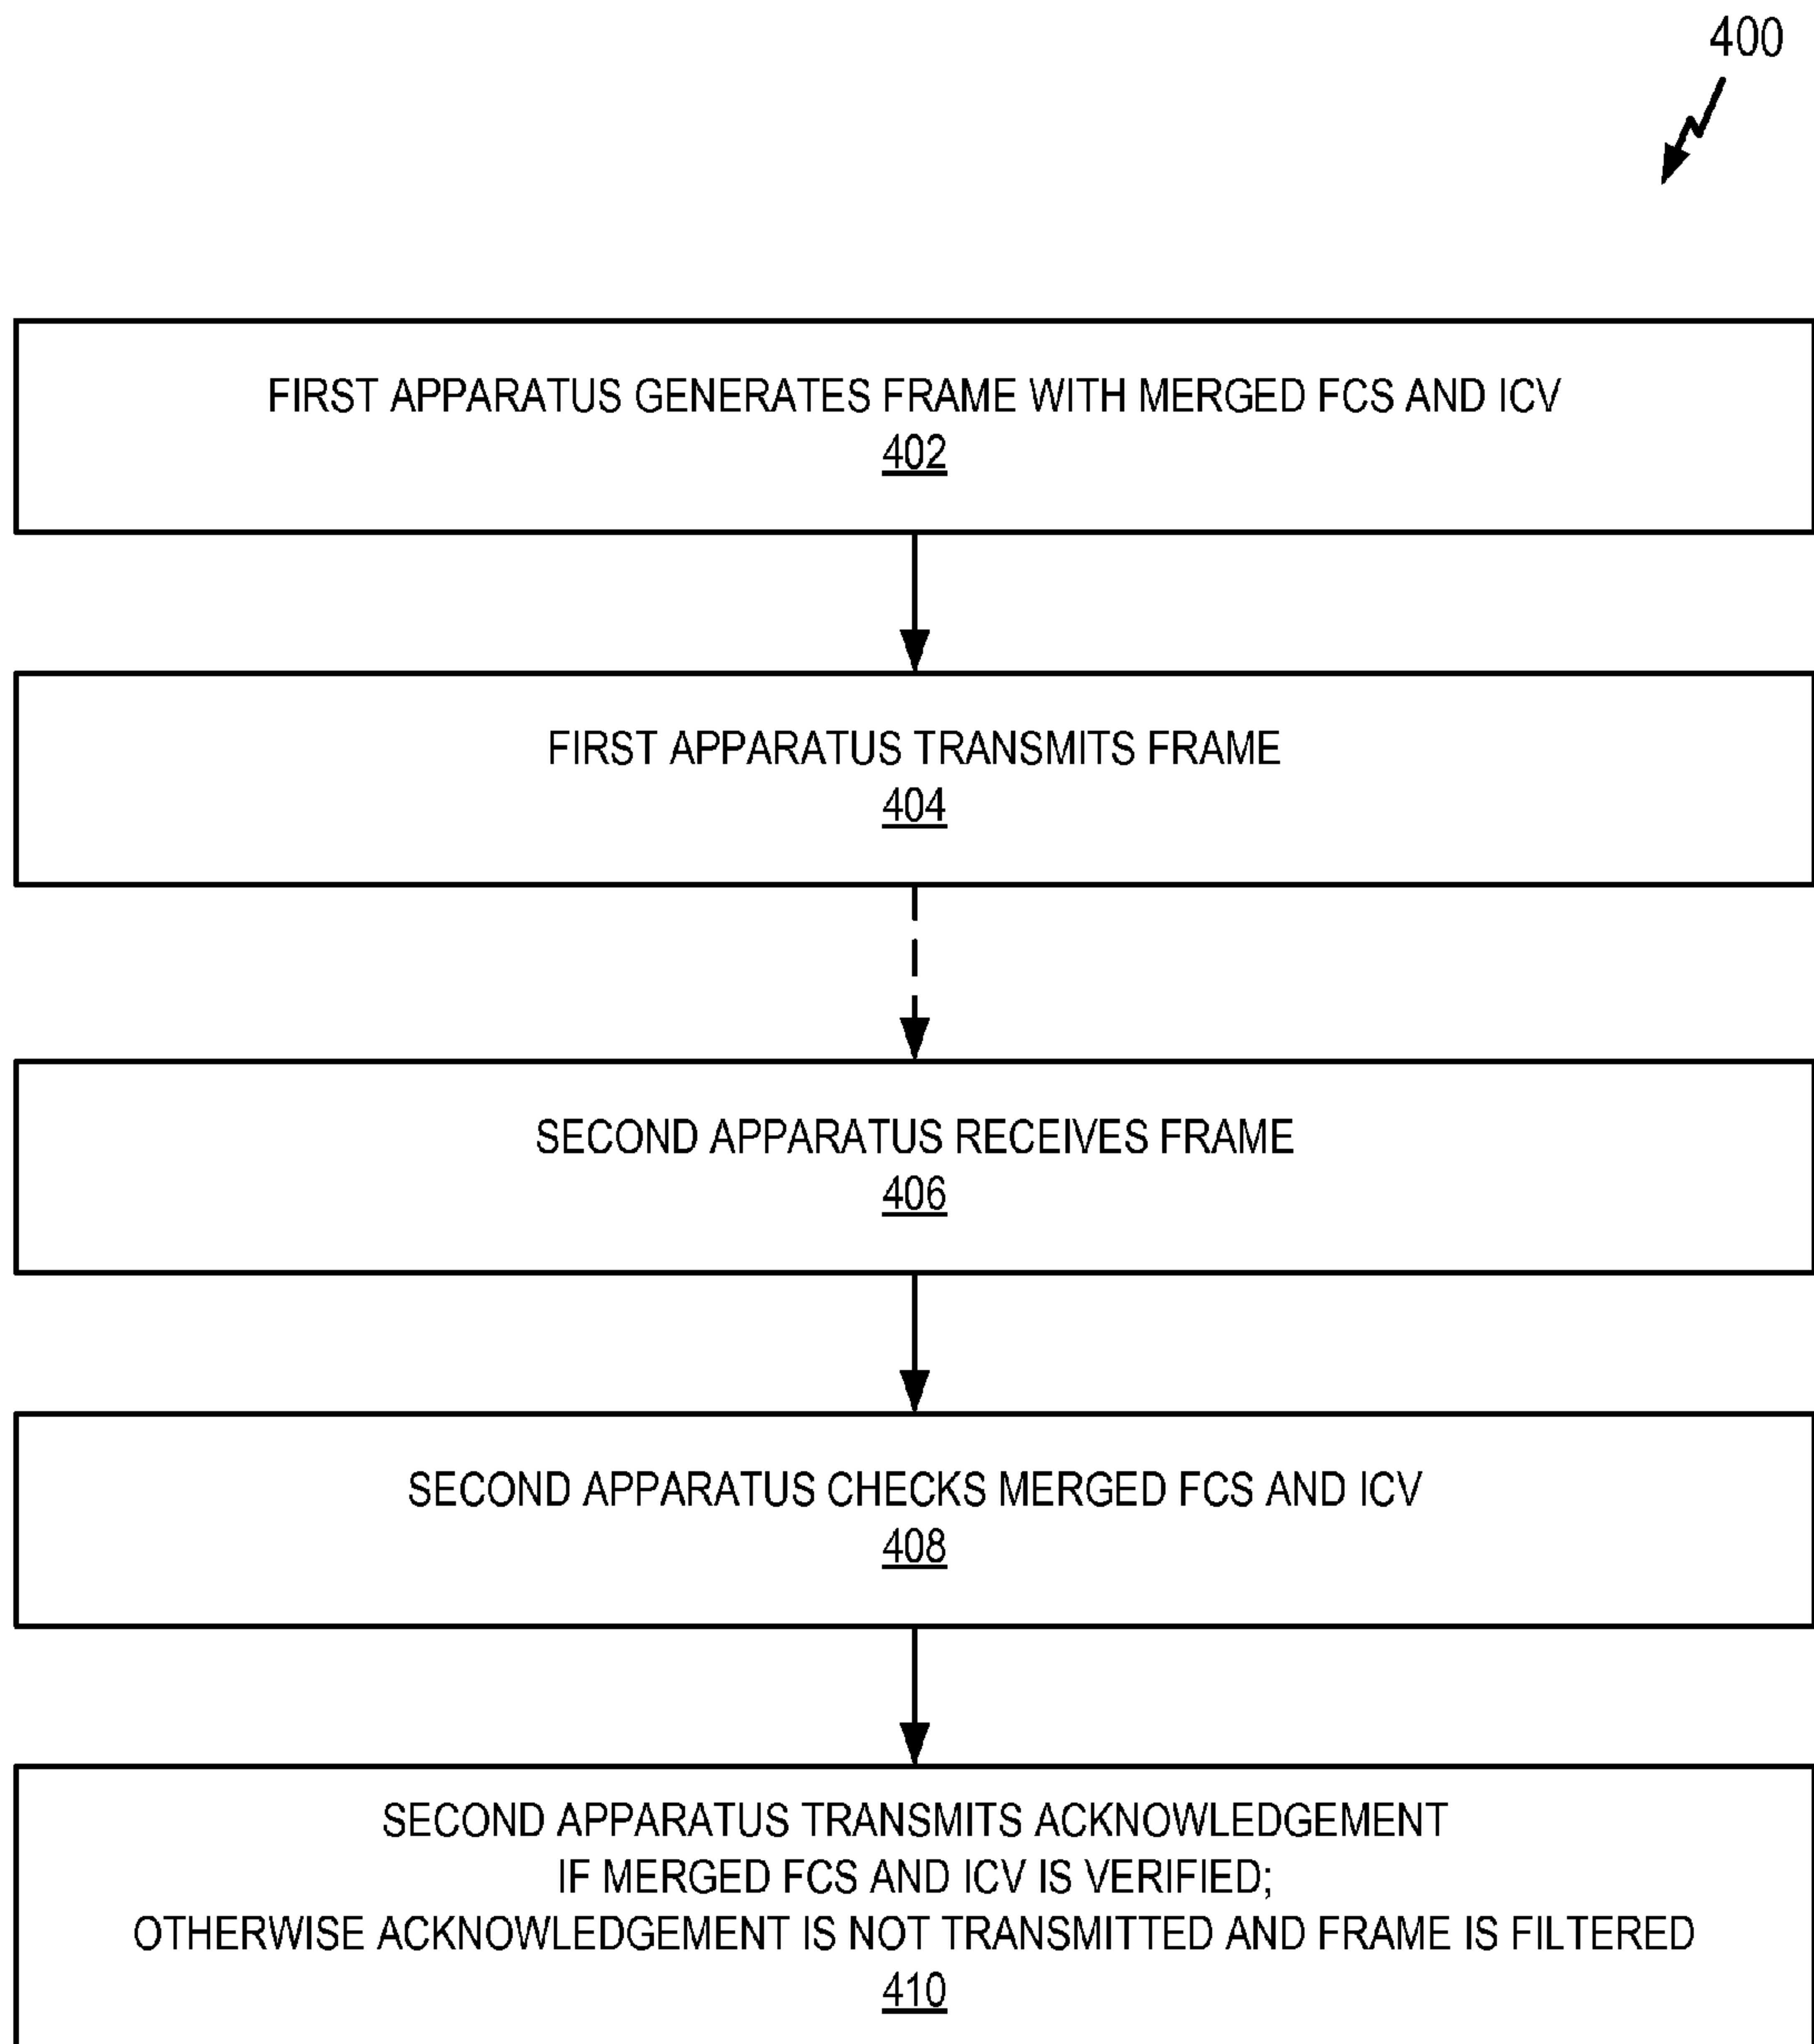 400
FIRST APPARATUS GENERATES FRAME WITH MERGED FCS AND ICV
402
FIRST APPARATUS TRANSMITS FRAME
404
SECOND APPARATUS RECEIVES FRAME
406
SECOND APPARATUS CHECKS MERGED FCS AND ICV
408
SECOND APPARATUS TRANSMITS ACKNOWLEDGEMENT
IF MERGED FCS AND ICV IS VERIFIED;
OTHERWISE ACKNOWLEDGEMENT IS NOT TRANSMITTED AND FRAME IS FILTERED
410